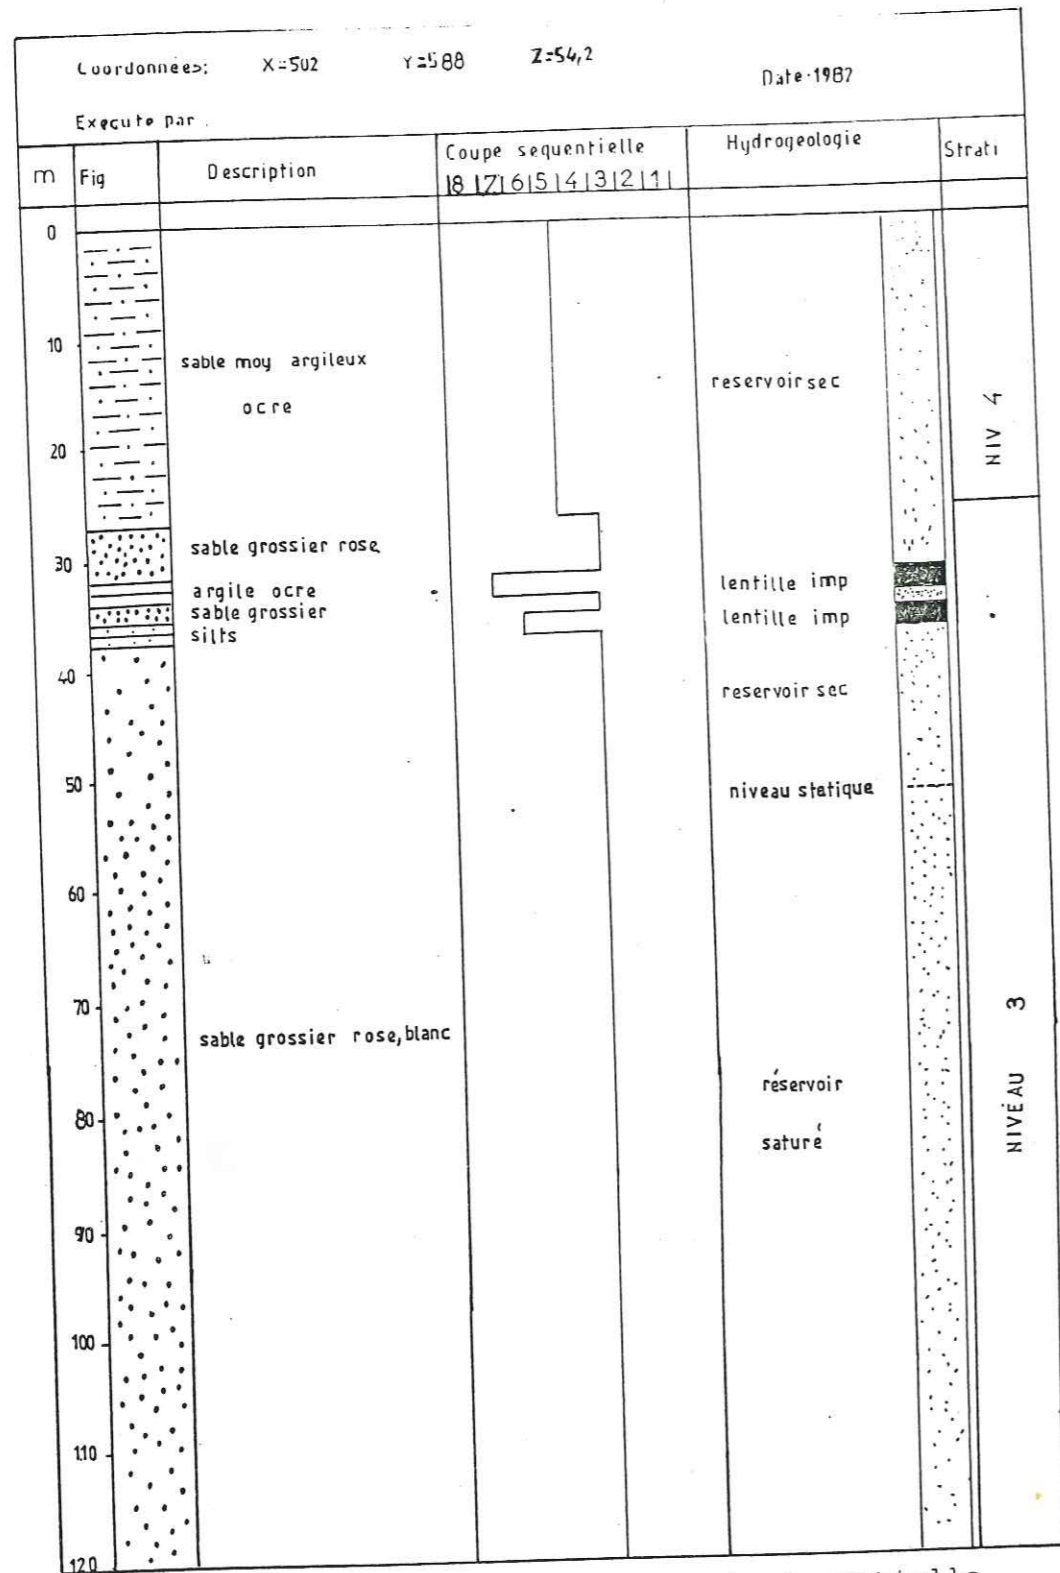 Coordonnées; X=502 Y=588 Z=54,2
Date·1987
Exécute par.
m
Fig
Description
Coupe sequentielle
|8|7|6|5|4|3|2|1|
Hydrogeologie
Strati
0
10
20
30
40
50
60
70
80
90
100
110
120
sable moy argileux
ocre
sable grossier rose,
argile ocre
sable grossier
silts
sable grossier rose, blanc
reservoir sec
lentille imp
lentille imp
reservoir sec
niveau statique
réservoir
saturé
NIV 4
NIVEAU 3